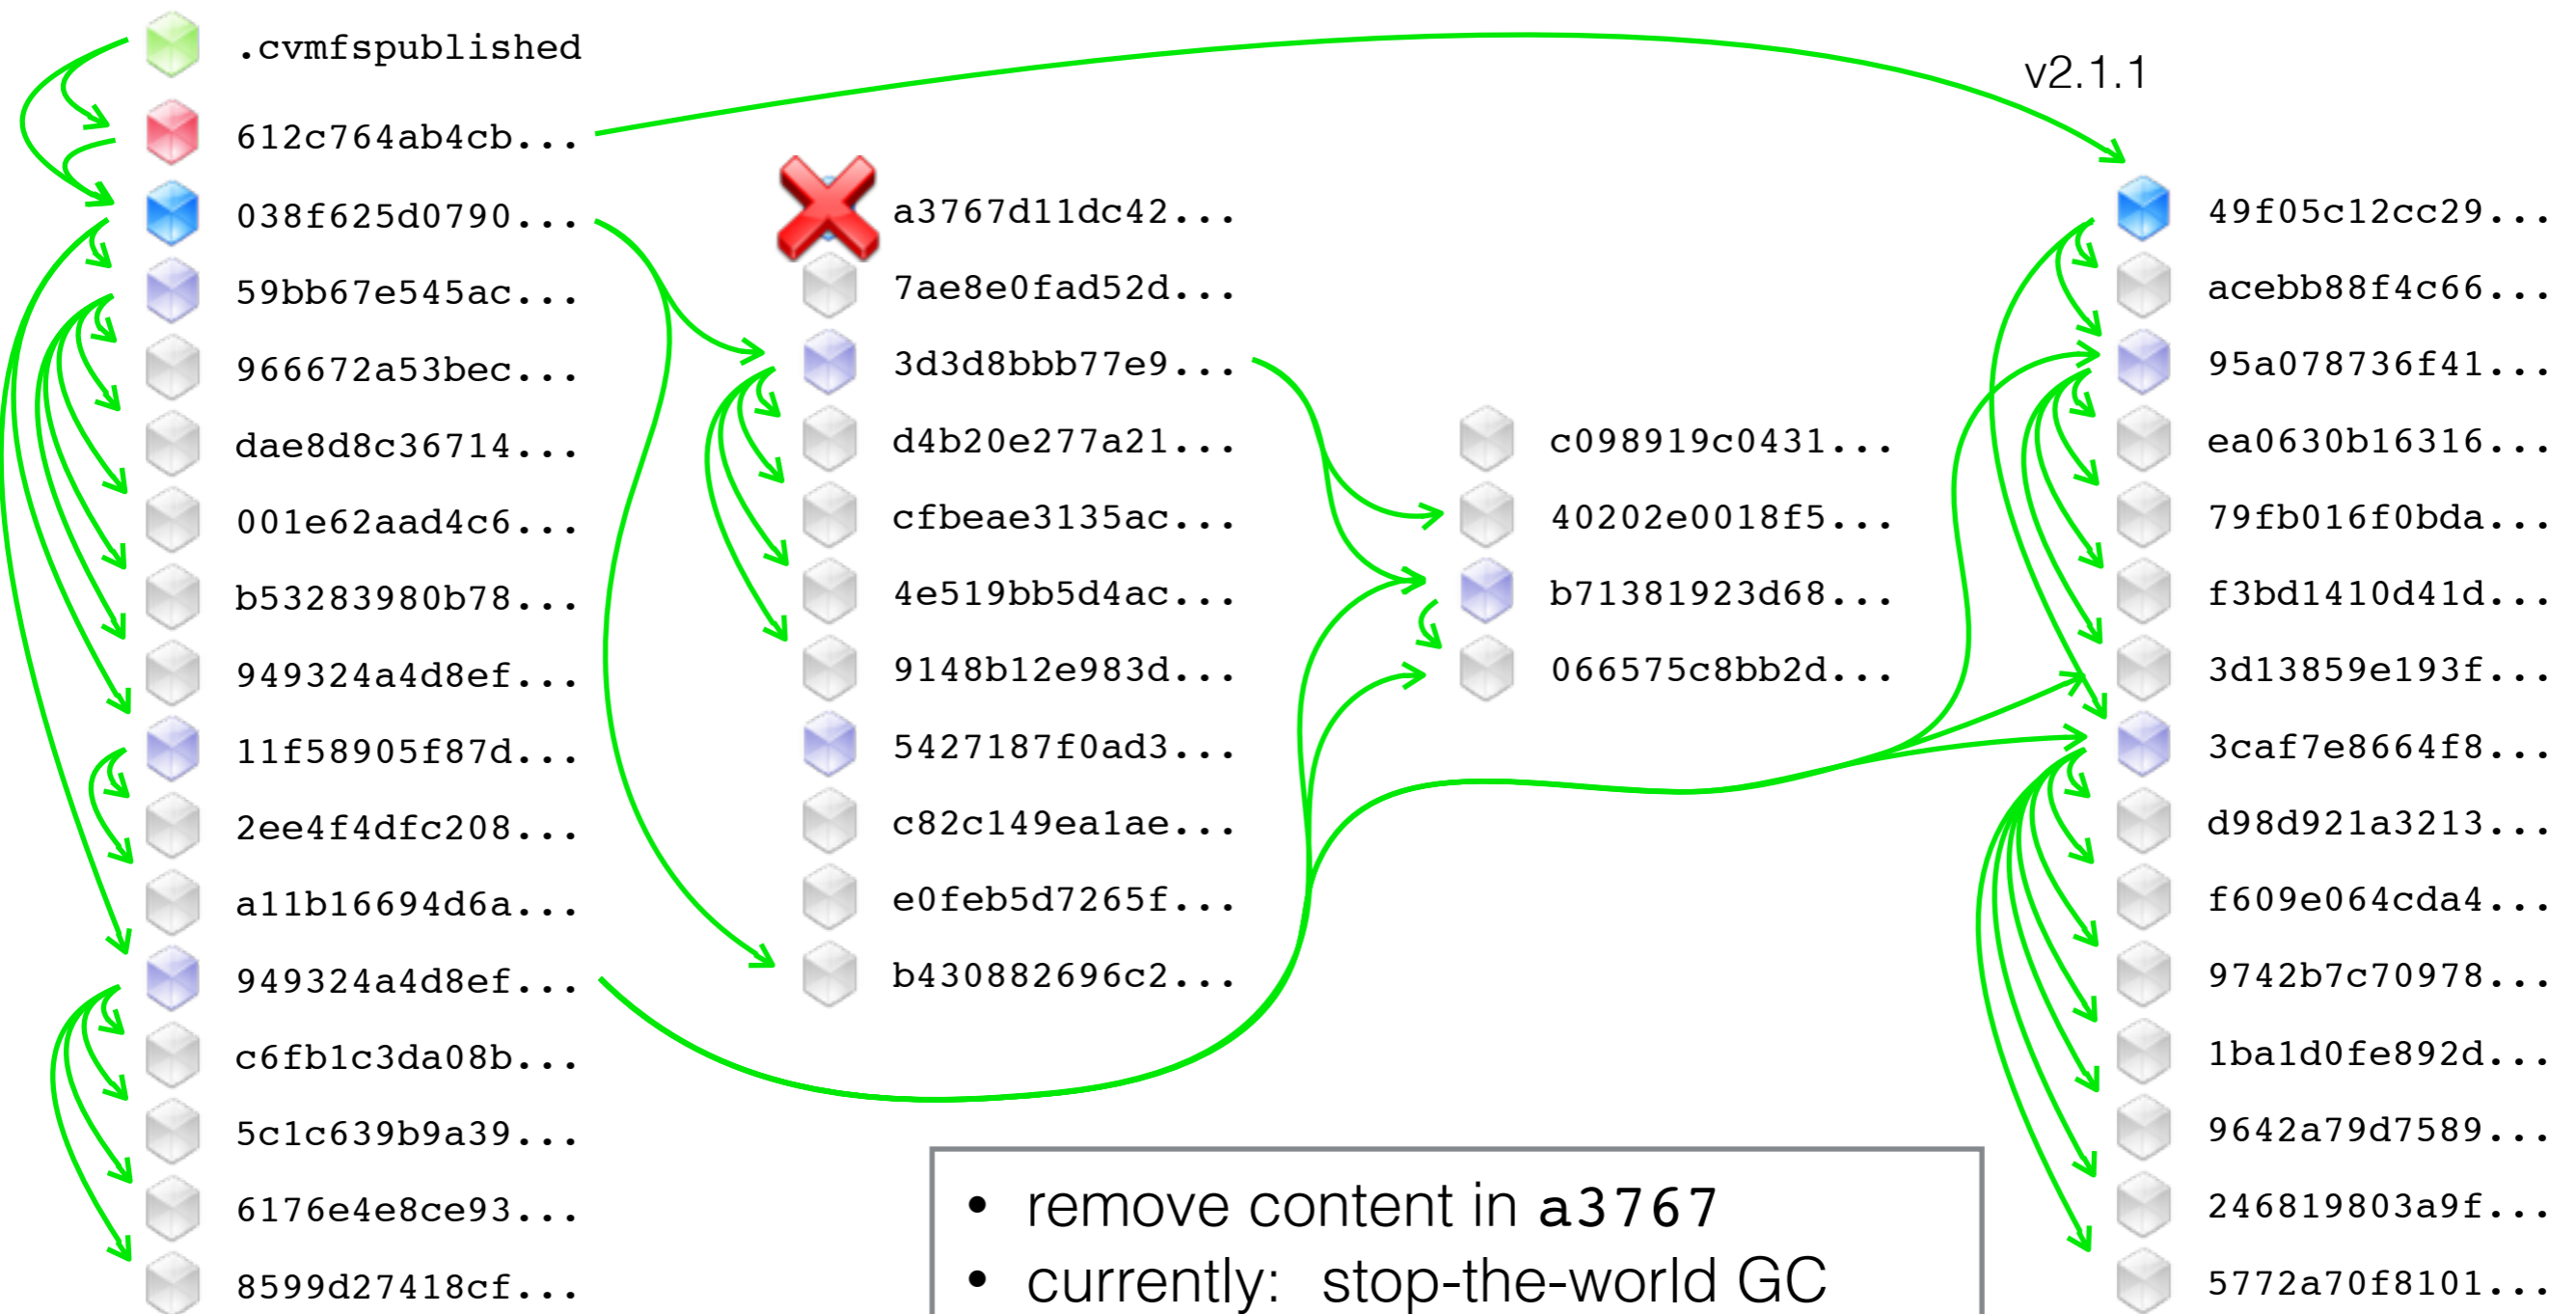 .cvmfspublished
612c764ab4cb...
038f625d0790...
59bb67e545ac...
966672a53bec...
dae8d8c36714...
001e62aad4c6...
b53283980b78...
949324a4d8ef...
11f58905f87d...
2ee4f4dfc208...
a11b16694d6a...
949324a4d8ef...
c6fb1c3da08b...
5c1c639b9a39...
6176e4e8ce93...
8599d27418cf...
a3767d11dc42...
7ae8e0fad52d...
3d3d8bbb77e9...
d4b20e277a21...
cfbeae3135ac...
4e519bb5d4ac...
9148b12e983d...
5427187f0ad3...
c82c149ea1ae...
e0feb5d7265f...
b430882696c2...
c098919c0431...
40202e0018f5...
b71381923d68...
066575c8bb2d...
v2.1.1
49f05c12cc29...
acebb88f4c66...
95a078736f41...
ea0630b16316...
79fb016f0bda...
f3bd1410d41d...
3d13859e193f...
3caf7e8664f8...
d98d921a3213...
f609e064cda4...
9742b7c70978...
1ba1d0fe892d...
9642a79d7589...
246819803a9f...
5772a70f8101...
• remove content in a3767
• currently: stop-the-world GC